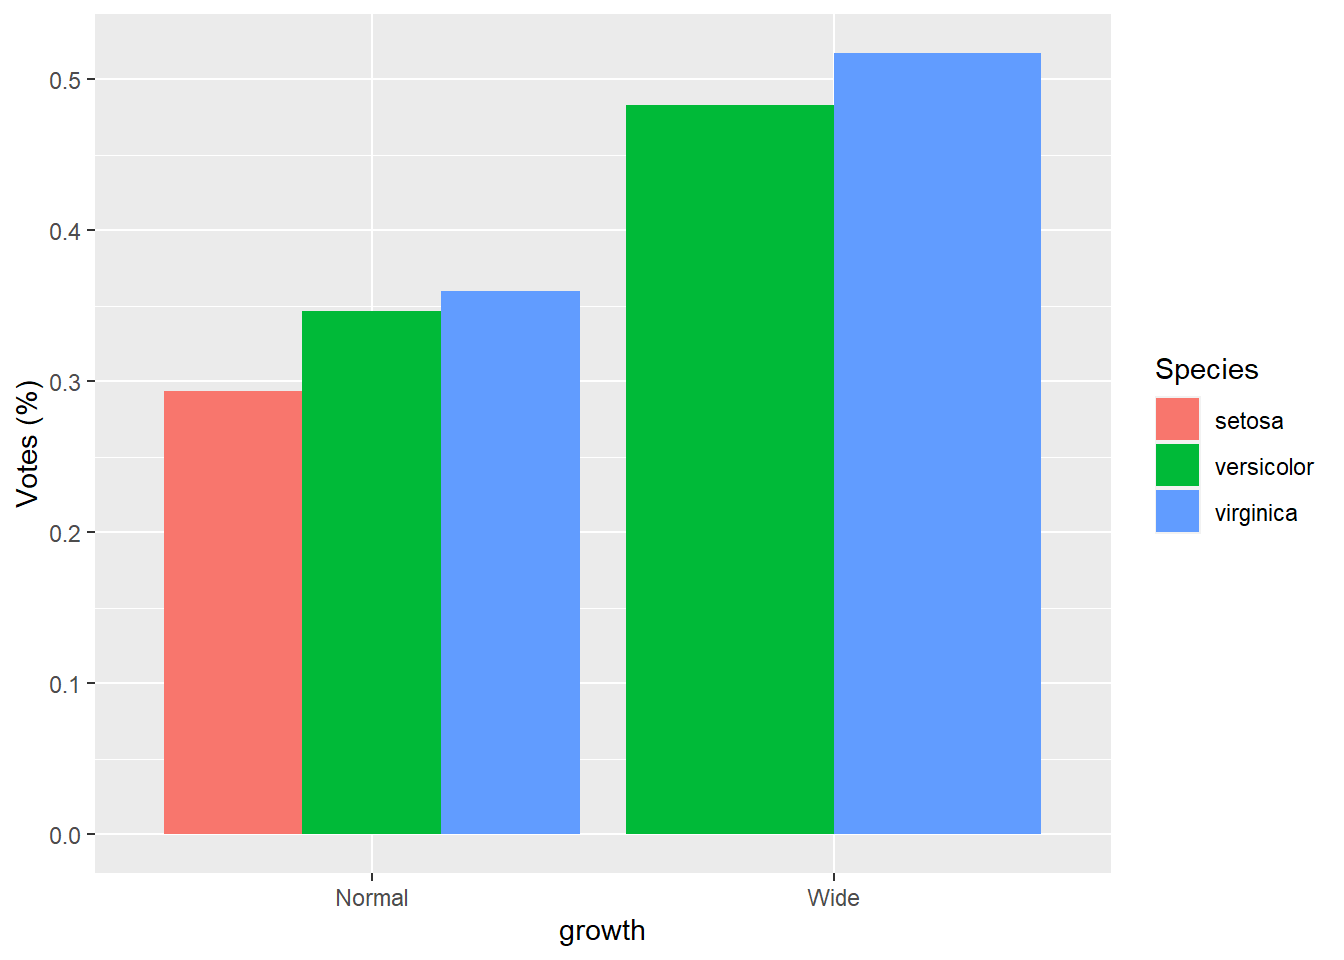 Votes (%)
0.5
0.4
0.3
0.2
0.1
0.0
Normal
Wide
growth
Species
setosa
versicolor
virginica